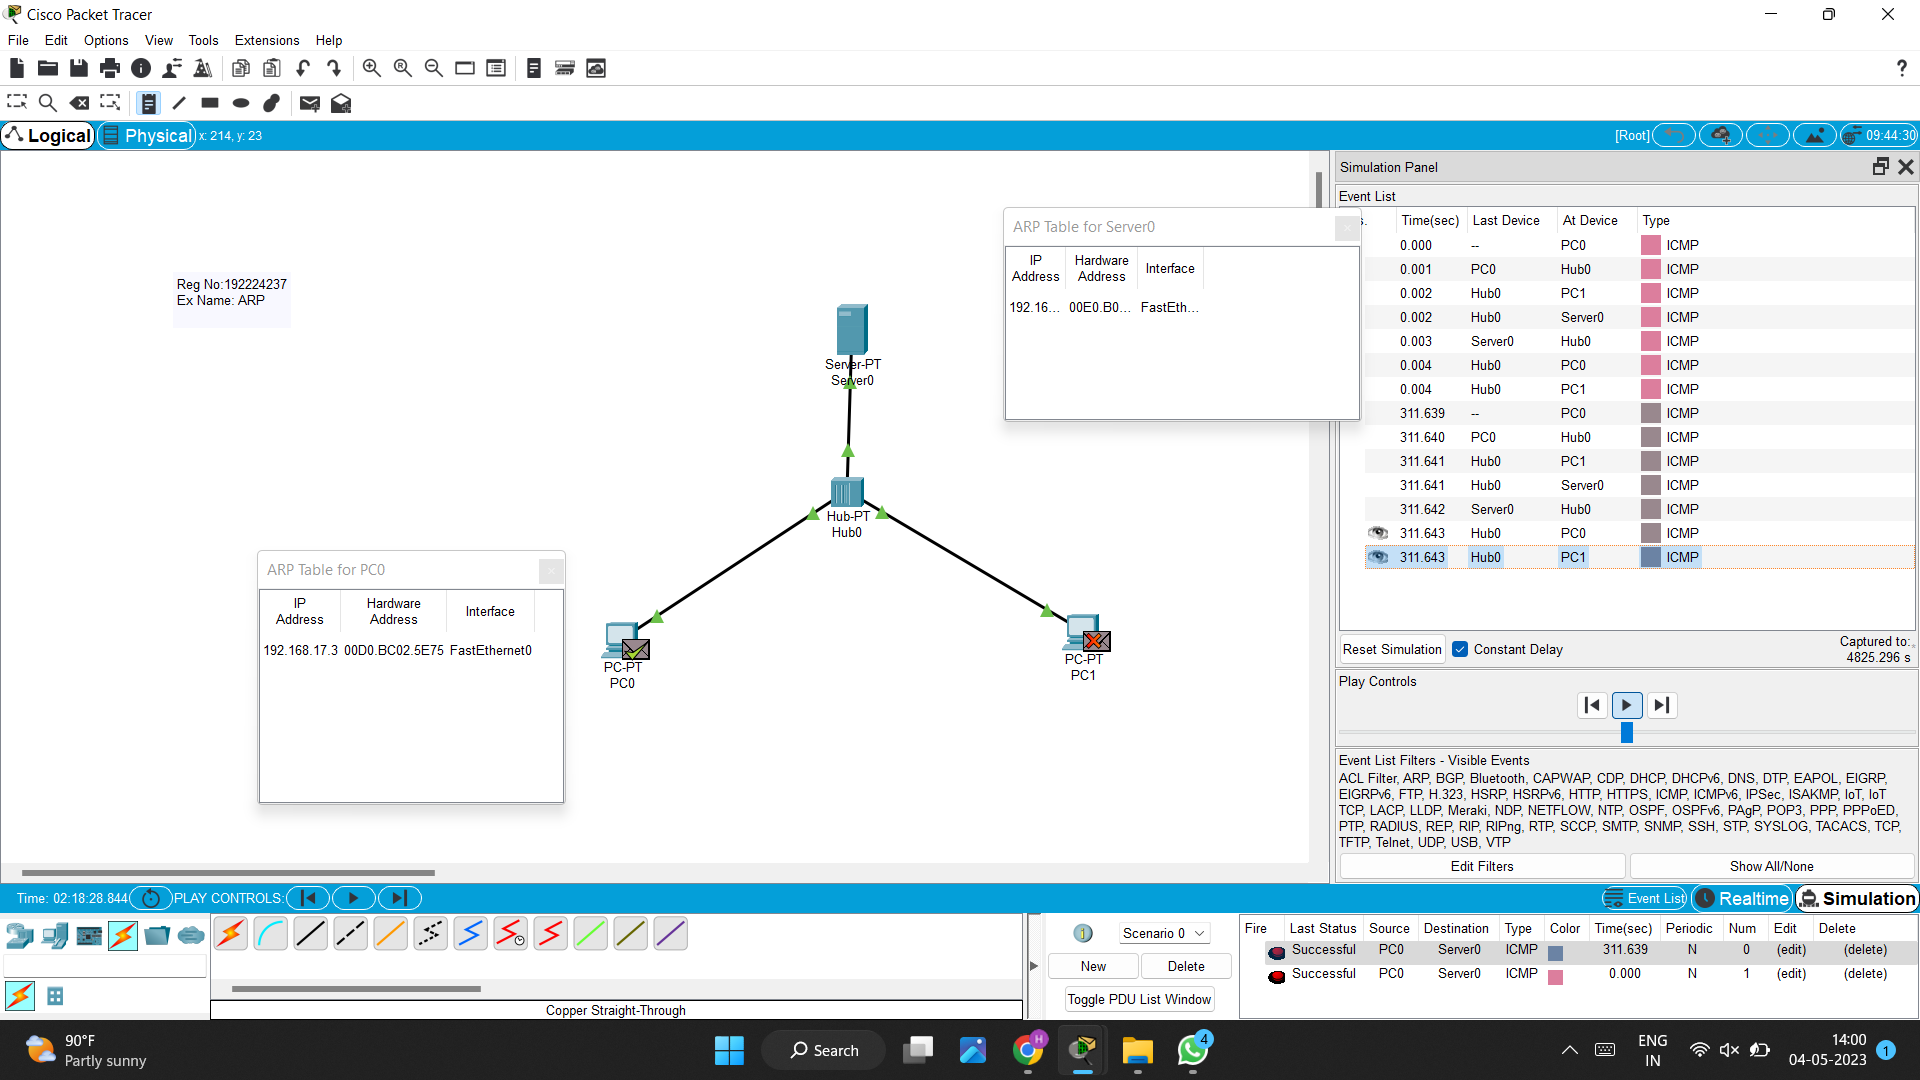 Cisco Packet Tracer
File Edit Options View Tools Extensions Help
Logical Physical x: 214, y: 23 [Root] 09:44:30
Simulation Panel
Event List
Time(sec) Last Device At Device Type
0.000 -- PC0 ICMP
0.001 PC0 Hub0 ICMP
0.002 Hub0 PC1 ICMP
0.002 Hub0 Server0 ICMP
0.003 Server0 Hub0 ICMP
0.004 Hub0 PC0 ICMP
0.004 Hub0 PC1 ICMP
311.639 -- PC0 ICMP
311.640 PC0 Hub0 ICMP
311.641 Hub0 PC1 ICMP
311.641 Hub0 Server0 ICMP
311.642 Server0 Hub0 ICMP
311.643 Hub0 PC0 ICMP
311.643 Hub0 PC1 ICMP
Reset Simulation Constant Delay
Captured to:
4825.296 s
Play Controls
Event List Filters - Visible Events
ACL Filter, ARP, BGP, Bluetooth, CAPWAP, CDP, DHCP, DHCPv6, DNS, DTP, EAPOL, EIGRP,
EIGRPv6, FTP, H.323, HSRP, HSRPv6, HTTP, HTTPS, ICMP, ICMPv6, IPSec, ISAKMP, IoT, IoT
TCP, LACP, LLDP, Meraki, NDP, NETFLOW, NTP, OSPF, OSPFv6, PAgP, POP3, PPP, PPPoED,
PTP, RADIUS, REP, RIP, RIPng, RTP, SCCP, SMTP, SNMP, SSH, STP, SYSLOG, TACACS, TCP,
TFTP, Telnet, UDP, USB, VTP
Edit Filters Show All/None
Reg No:192224237
Ex Name: ARP
ARP Table for Server0
IP Address Hardware Address Interface
192.16... 00E0.B0... FastEth...
Server-PT
Server0
Hub-PT
Hub0
ARP Table for PC0
IP Address Hardware Address Interface
192.168.17.3 00D0.BC02.5E75 FastEthernet0
PC-PT
PC0
PC-PT
PC1
Time: 02:18:28.844 PLAY CONTROLS: Event List Realtime Simulation
Copper Straight-Through
Scenario 0
New Delete
Toggle PDU List Window
Fire Last Status Source Destination Type Color Time(sec) Periodic Num Edit Delete
Successful PC0 Server0 ICMP 311.639 N 0 (edit) (delete)
Successful PC0 Server0 ICMP 0.000 N 1 (edit) (delete)
90°F
Partly sunny
Search
H
4
ENG
IN
14:00
04-05-2023
1